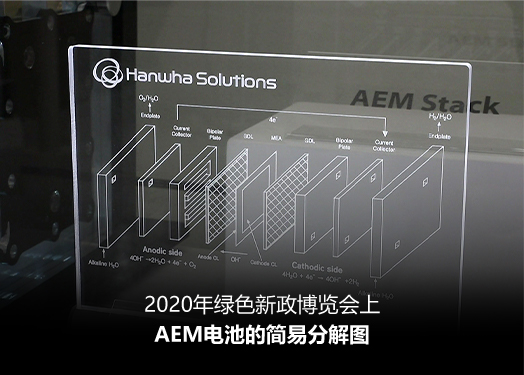 Hanwha Solutions
AEM Stack
O₂/H₂O
Endplate
Current Collector
Bipolar Plate
GDL
MEA
GDL
Bipolar Plate
Current Collector
H₂/H₂O
Endplate
4e⁻
Anodic side
4OH⁻→2H₂O + 4e⁻ + O₂
Alkaline H₂O
Anode CL
OH⁻
Cathode CL
Cathodic side
4H₂O + 4e⁻→4OH⁻ +2H₂
Alkaline H₂O
2020年绿色新政博览会上
AEM电池的简易分解图